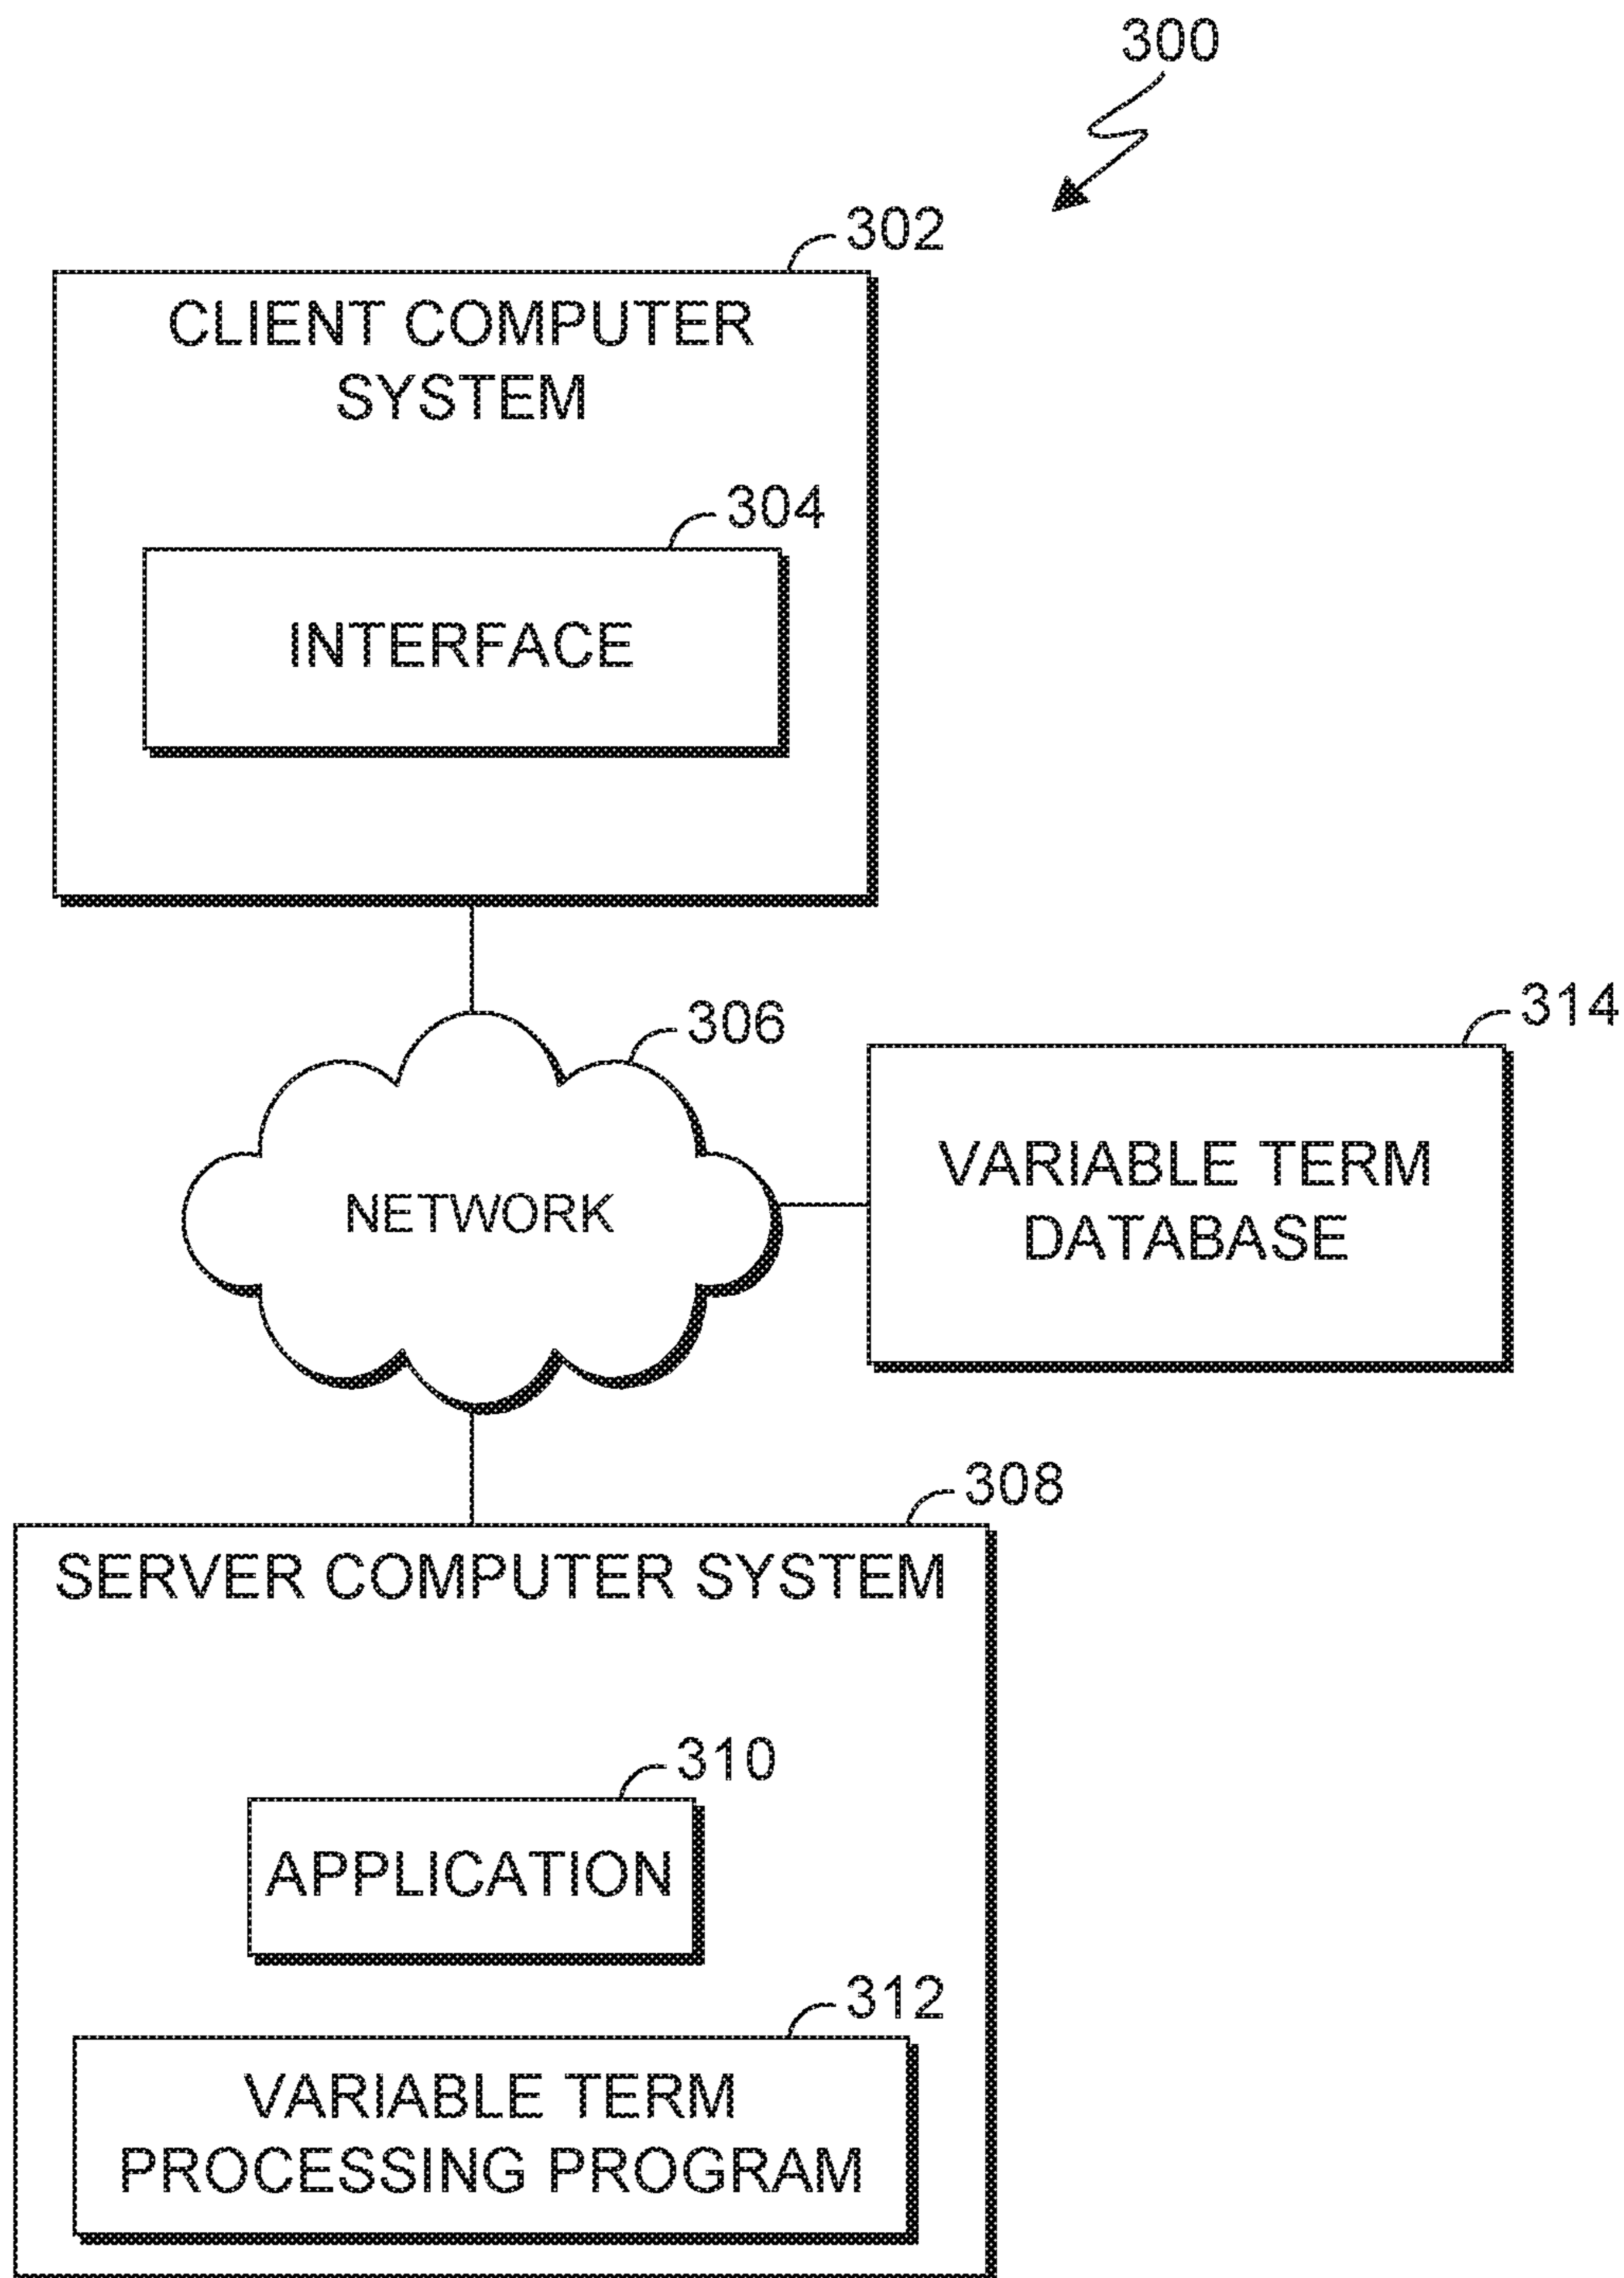 300
302
CLIENT COMPUTER
SYSTEM
304
INTERFACE
306
NETWORK
314
VARIABLE TERM
DATABASE
308
SERVER COMPUTER SYSTEM
310
APPLICATION
312
VARIABLE TERM
PROCESSING PROGRAM